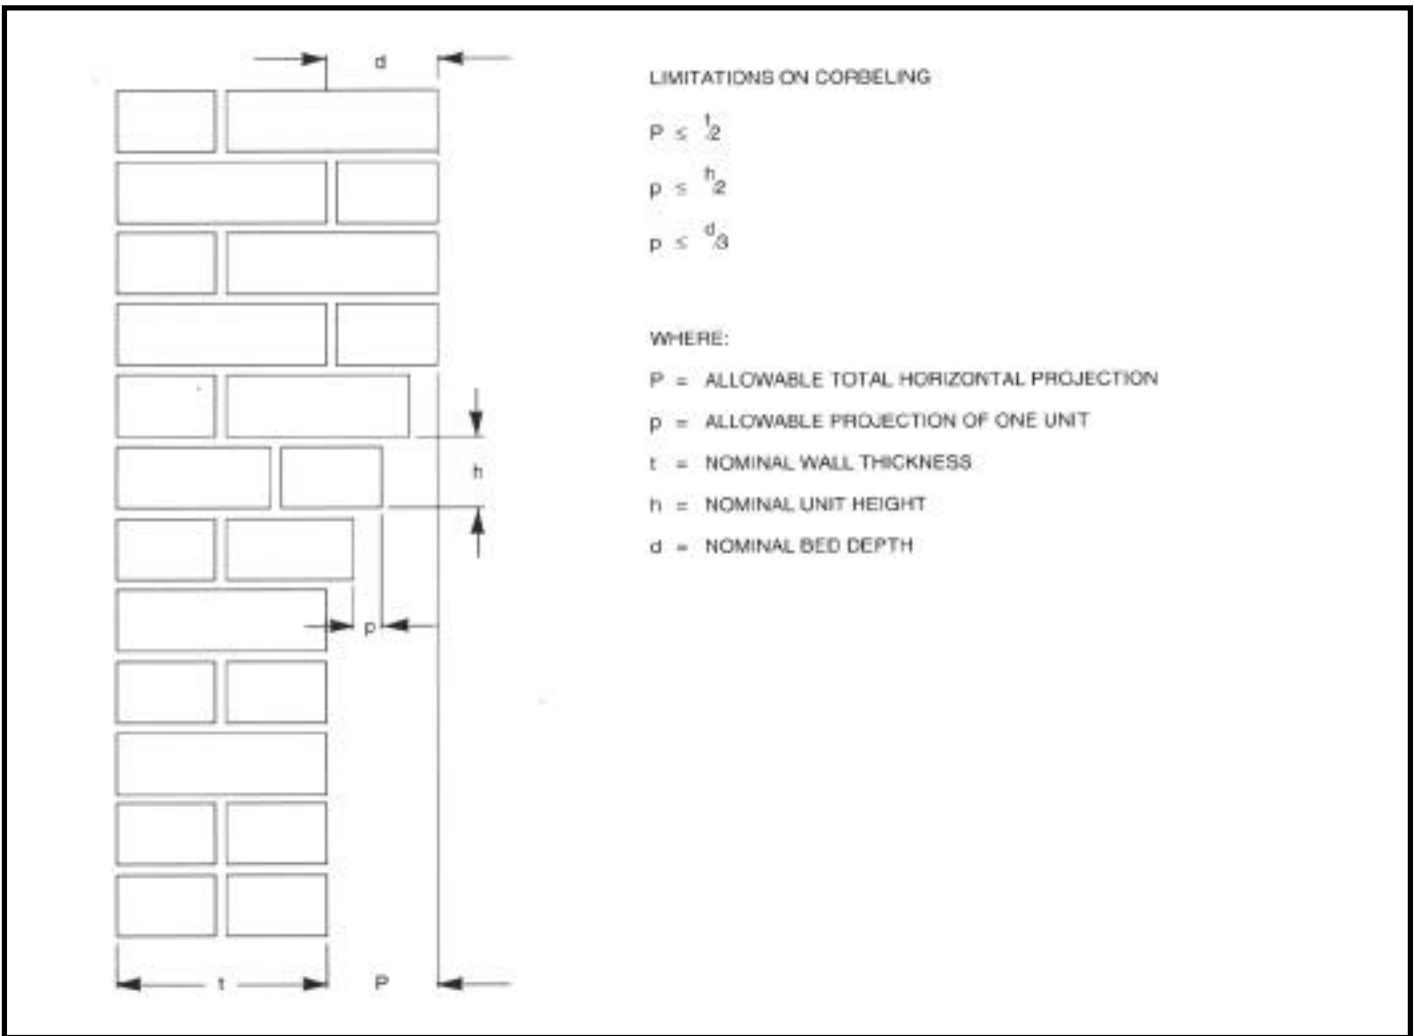 d
LIMITATIONS ON CORBELING
P ≤ t/2
p ≤ h/2
p ≤ d/3
WHERE:
P = ALLOWABLE TOTAL HORIZONTAL PROJECTION
p = ALLOWABLE PROJECTION OF ONE UNIT
t = NOMINAL WALL THICKNESS
h = NOMINAL UNIT HEIGHT
d = NOMINAL BED DEPTH
h
p
t
P